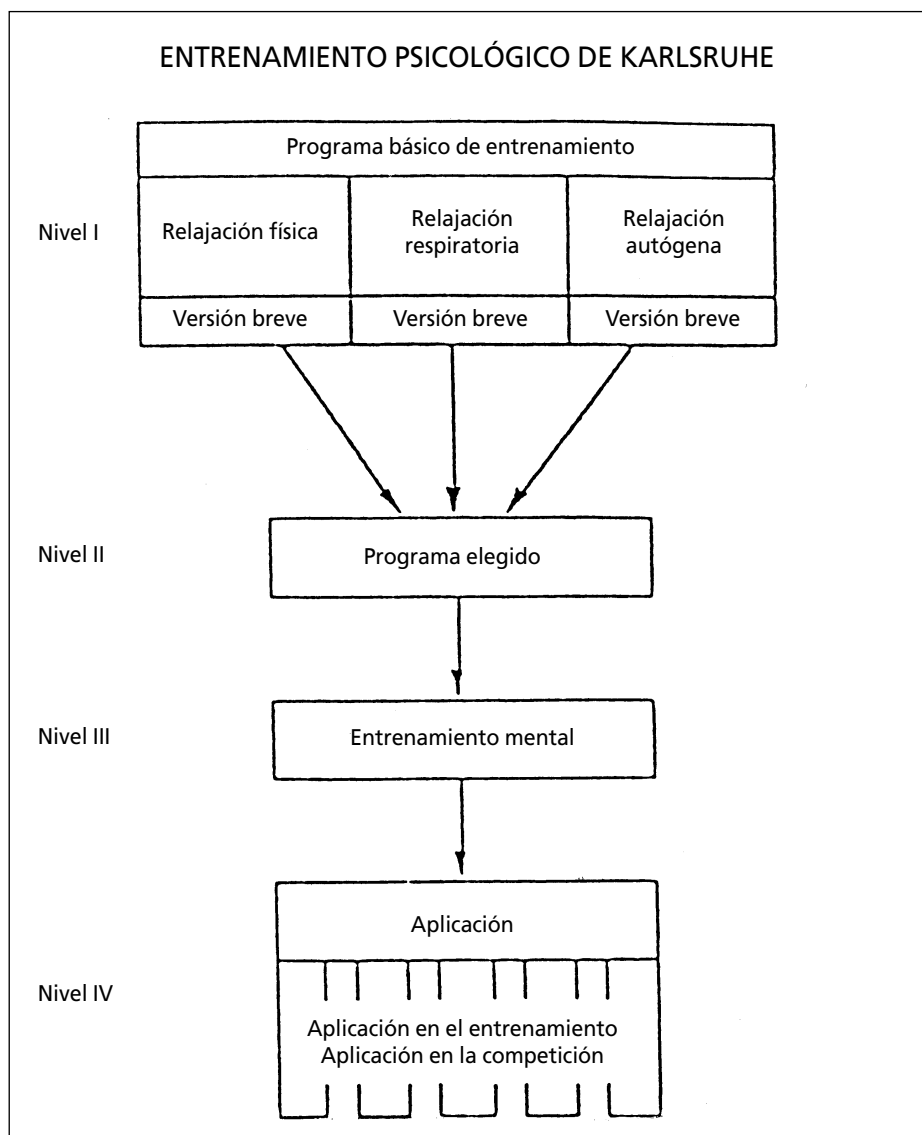 ENTRENAMIENTO PSICOLÓGICO DE KARLSRUHE
Programa básico de entrenamiento
Nivel I
Relajación física
Relajación
respiratoria
Relajación
autógena
Versión breve
Versión breve
Versión breve
Nivel II
Programa elegido
Nivel III
Entrenamiento mental
Aplicación
Nivel IV
Aplicación en el entrenamiento
Aplicación en la competición